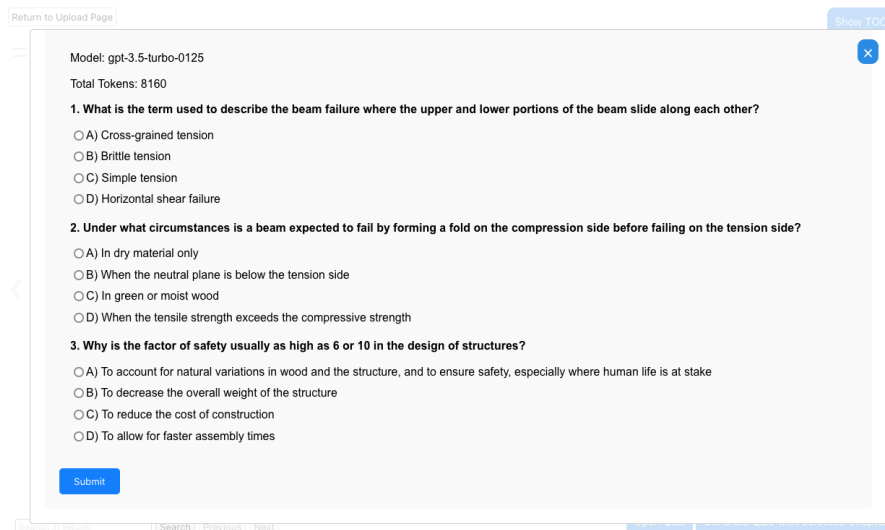 Return to Upload Page
Show TOC
Model: gpt-3.5-turbo-0125
Total Tokens: 8160
1. What is the term used to describe the beam failure where the upper and lower portions of the beam slide along each other?
A) Cross-grained tension
B) Brittle tension
C) Simple tension
D) Horizontal shear failure
2. Under what circumstances is a beam expected to fail by forming a fold on the compression side before failing on the tension side?
A) In dry material only
B) When the neutral plane is below the tension side
C) In green or moist wood
D) When the tensile strength exceeds the compressive strength
3. Why is the factor of safety usually as high as 6 or 10 in the design of structures?
A) To account for natural variations in wood and the structure, and to ensure safety, especially where human life is at stake
B) To decrease the overall weight of the structure
C) To reduce the cost of construction
D) To allow for faster assembly times
Submit
Search in eBook Search Previous Next